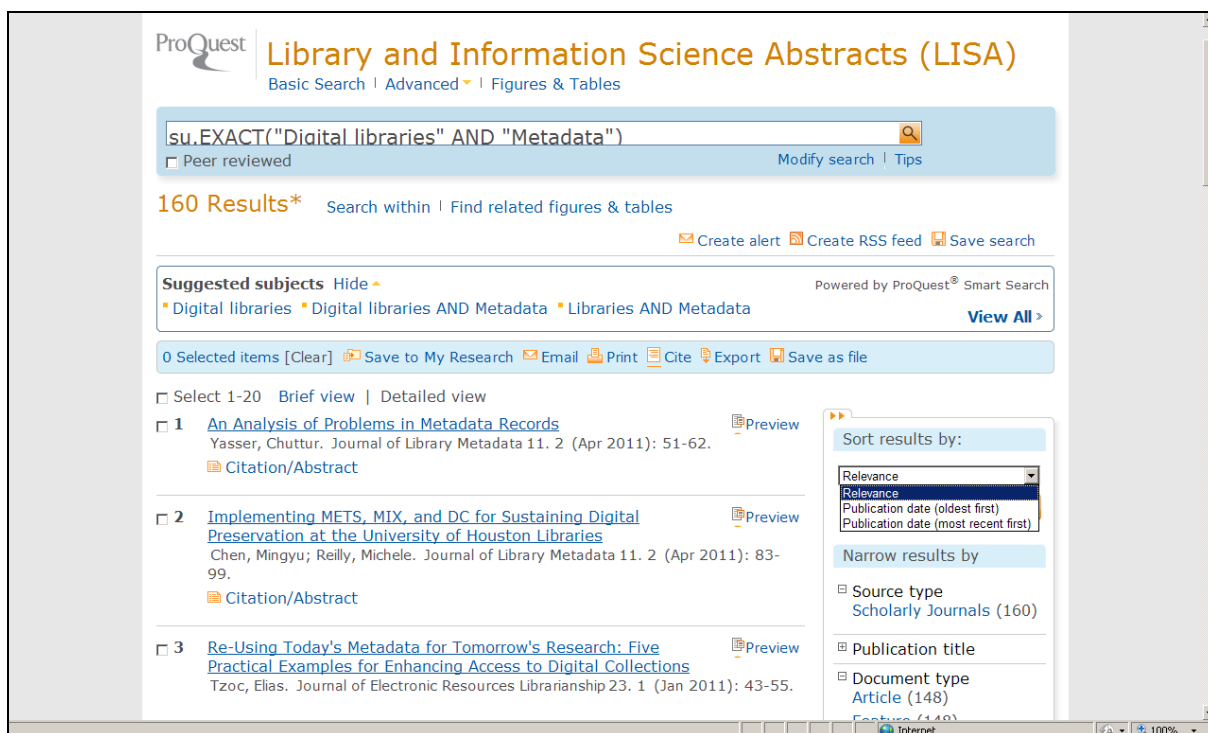 ProQuest
Library and Information Science Abstracts (LISA)
Basic Search | Advanced | Figures & Tables
su.EXACT("Digital libraries" AND "Metadata")
Peer reviewed
Modify search | Tips
160 Results* Search within | Find related figures & tables
Create alert Create RSS feed Save search
Suggested subjects Hide
Powered by ProQuest® Smart Search
Digital libraries Digital libraries AND Metadata Libraries AND Metadata
View All >
0 Selected items [Clear] Save to My Research Email Print Cite Export Save as file
Select 1-20 Brief view | Detailed view
1 An Analysis of Problems in Metadata Records
Preview
Yasser, Chuttur. Journal of Library Metadata 11. 2 (Apr 2011): 51-62.
Citation/Abstract
2 Implementing METS, MIX, and DC for Sustaining Digital
Preservation at the University of Houston Libraries
Preview
Chen, Mingyu; Reilly, Michele. Journal of Library Metadata 11. 2 (Apr 2011): 83-
99.
Citation/Abstract
3 Re-Using Today's Metadata for Tomorrow's Research: Five
Practical Examples for Enhancing Access to Digital Collections
Preview
Tzoc, Elias. Journal of Electronic Resources Librarianship 23. 1 (Jan 2011): 43-55.
Sort results by:
Relevance
Relevance
Publication date (oldest first)
Publication date (most recent first)
Narrow results by
Source type
Scholarly Journals (160)
Publication title
Document type
Article (148)
Feature (148)
Internet
100%